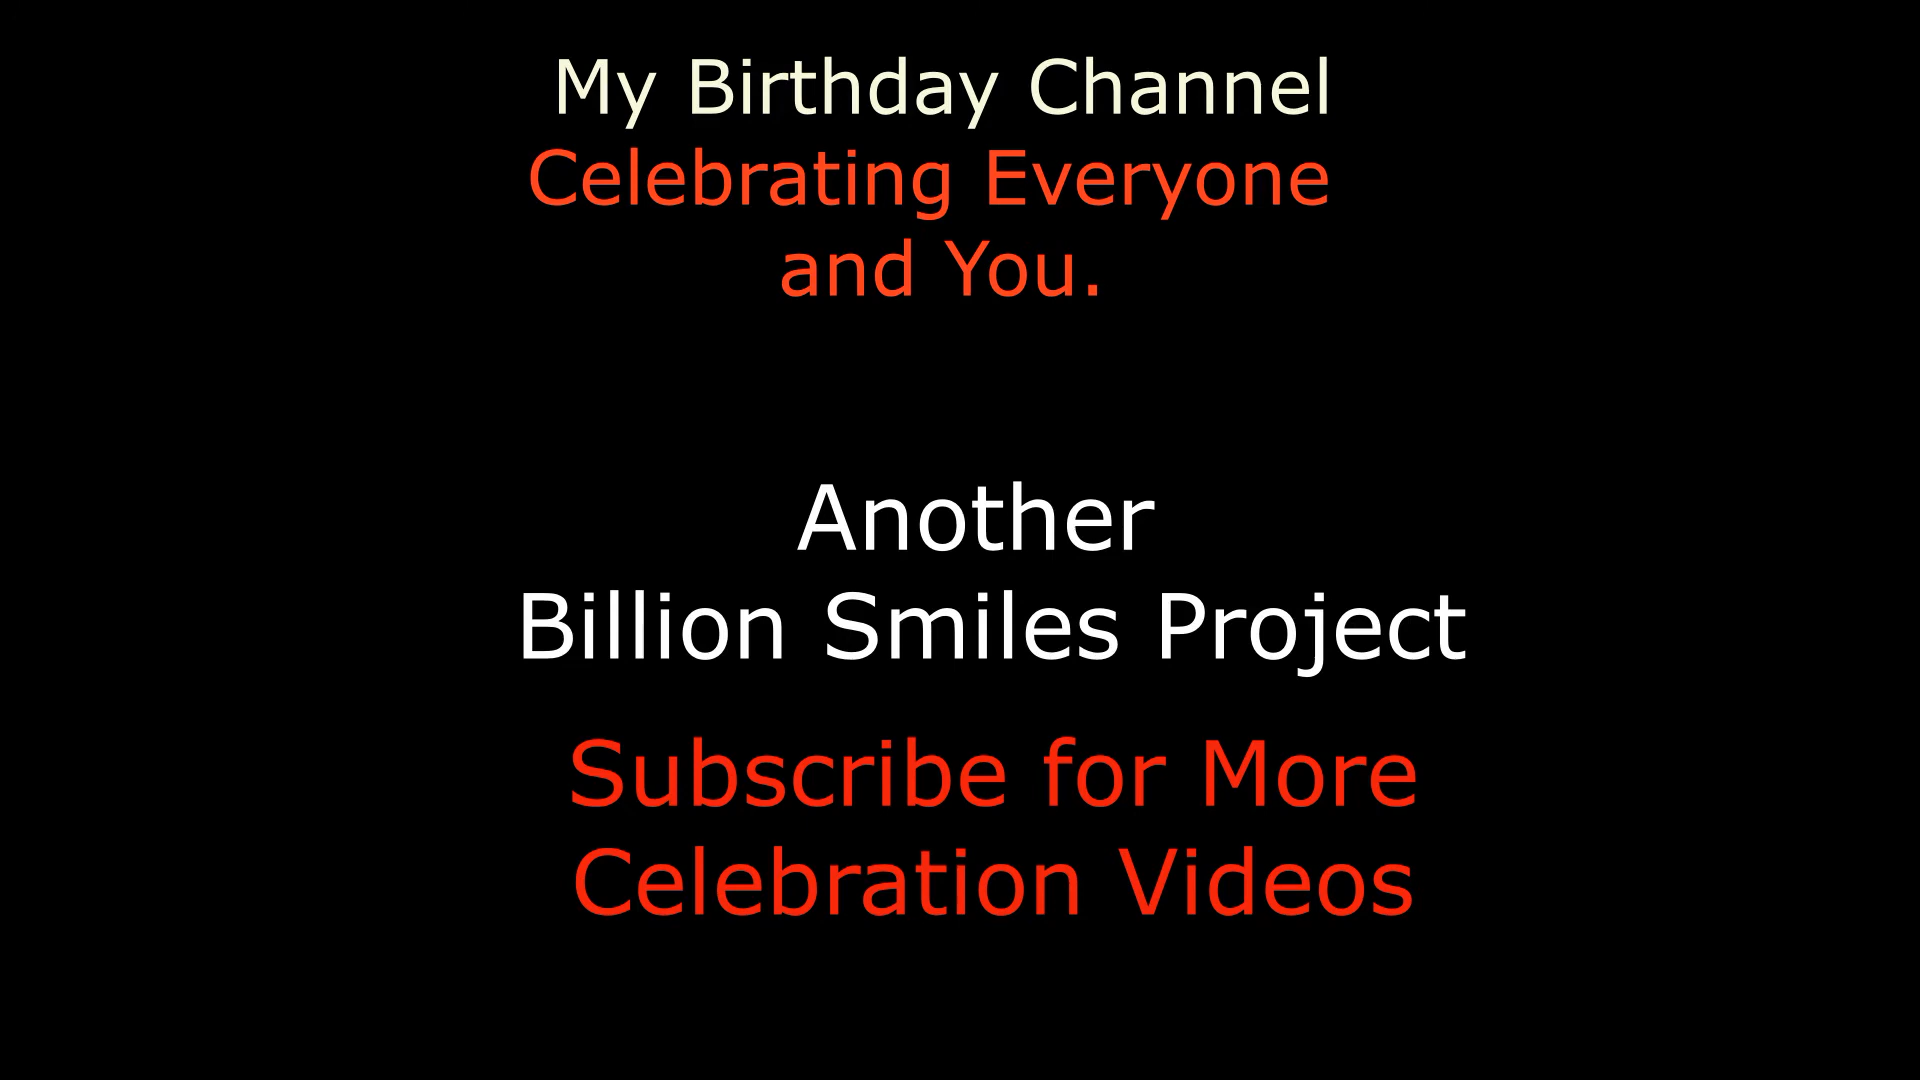 My Birthday Channel
Celebrating Everyone
and You.
Another
Billion Smiles Project
Subscribe for More
Celebration Videos